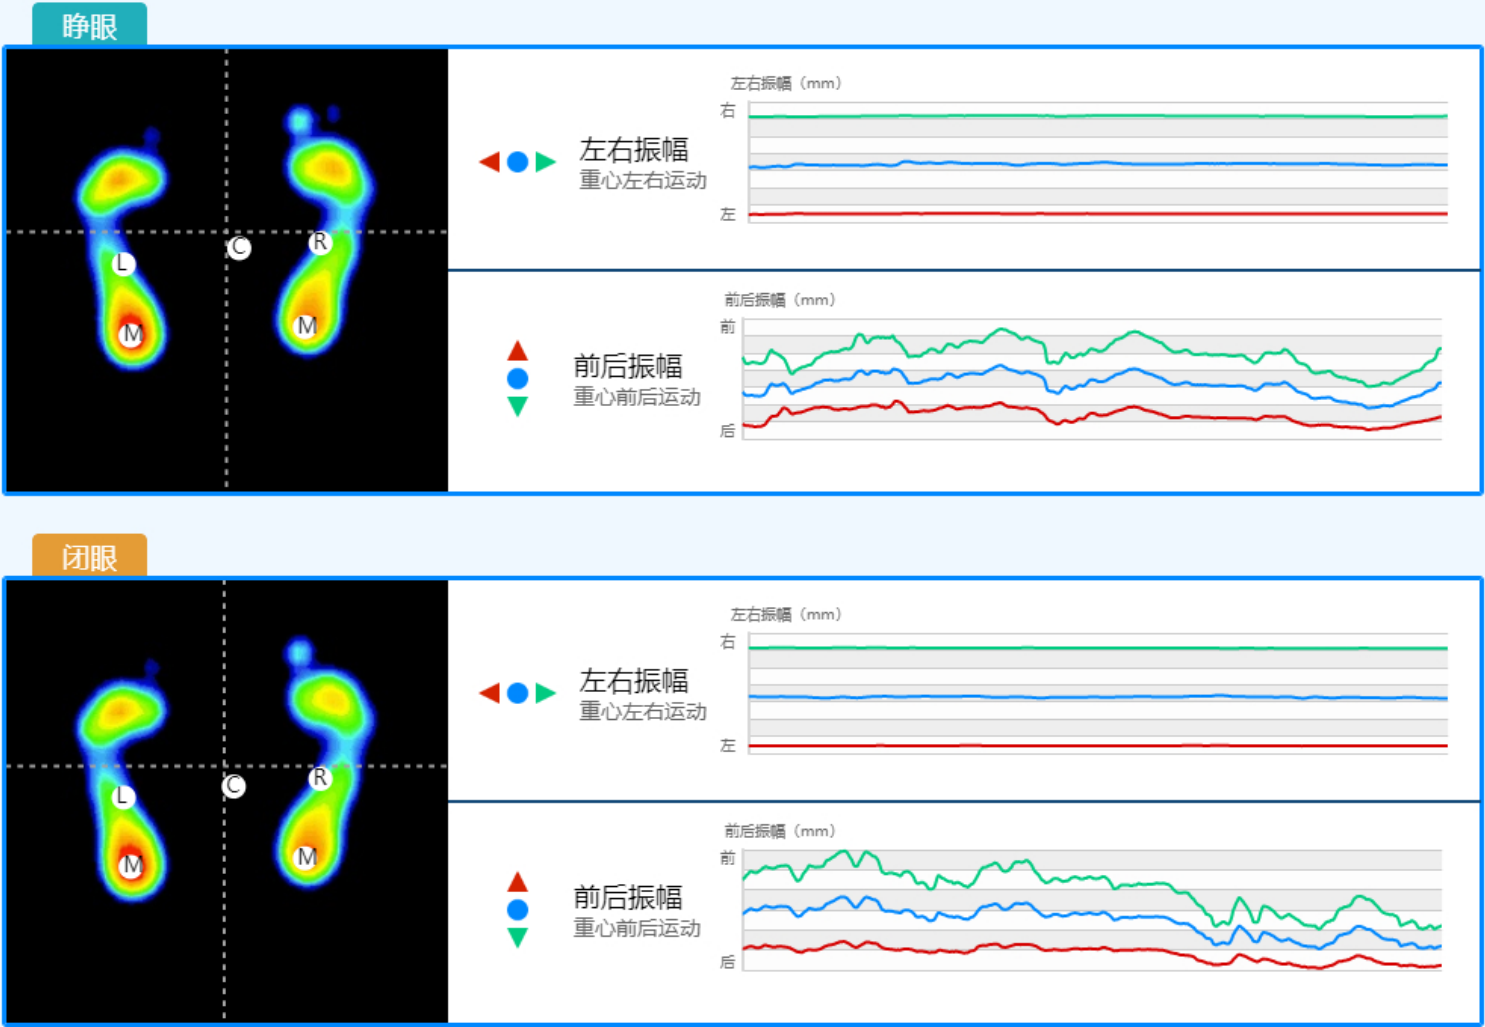 睁眼
左右振幅（mm）
右
左右振幅
重心左右运动
左
C
R
L
M
M
前后振幅（mm）
前
前后振幅
重心前后运动
后
闭眼
左右振幅（mm）
右
左右振幅
重心左右运动
左
C
R
L
M
M
前后振幅（mm）
前
前后振幅
重心前后运动
后